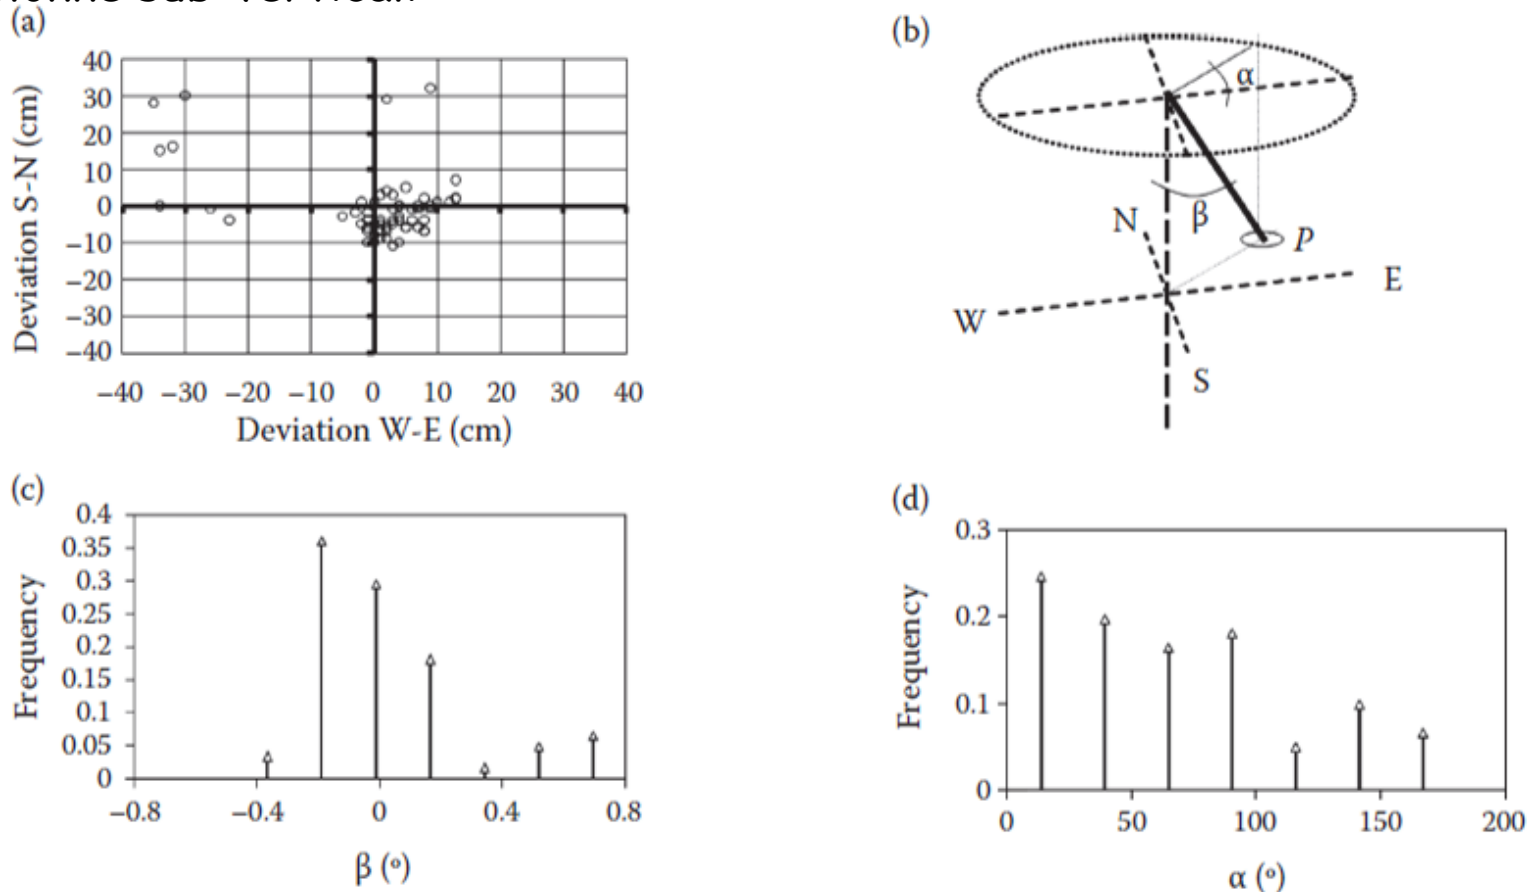 (a)
40
30
20
10
0
−10
−20
−30
−40
Deviation S-N (cm)
−40 −30 −20 −10 0 10 20 30 40
Deviation W-E (cm)
(b)
α
β
N
P
E
W
S
(c)
0.4
0.35
0.3
0.25
0.2
0.15
0.1
0.05
0
Frequency
−0.8 −0.4 0 0.4 0.8
β (º)
(d)
0.3
0.2
0.1
0
Frequency
0 50 100 150 200
α (º)